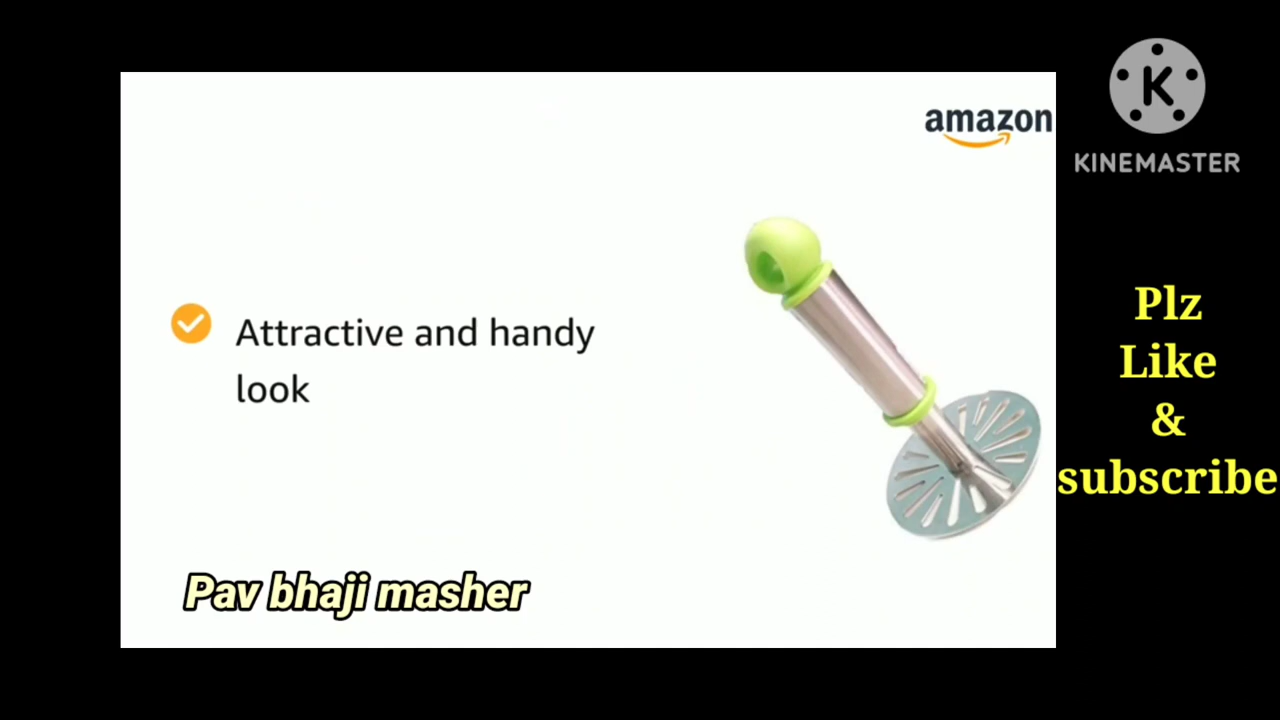 amazon
KINEMASTER
Attractive and handy
look
Pav bhaji masher
Plz
Like
&
subscribe